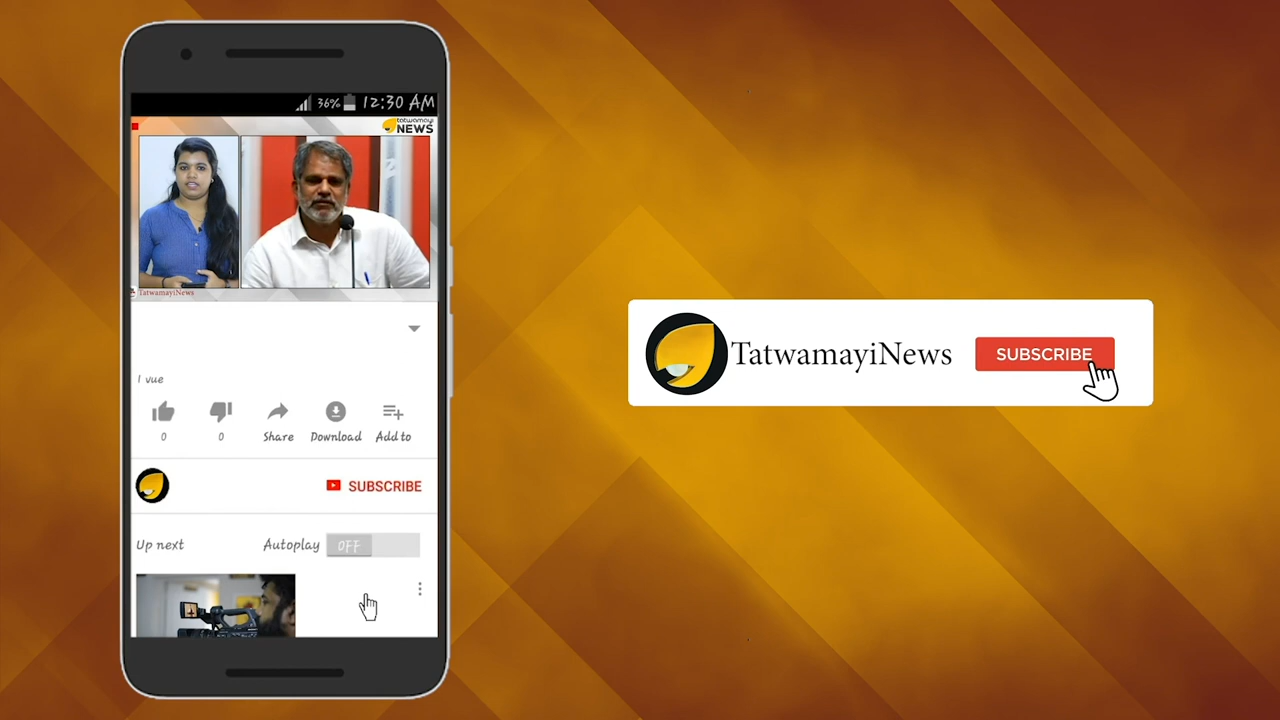 36% 12:30 AM
tatwamayi
NEWS
TatwamayiNews
1 vue
0 0 Share Download Add to
SUBSCRIBE
Up next Autoplay OFF
TatwamayiNews SUBSCRIBE